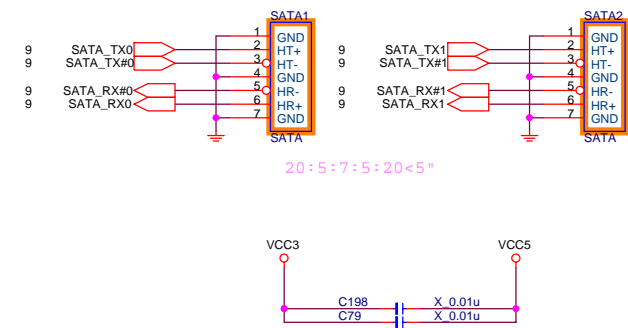 SATA1
1 GND
9 SATA_TX0 2 HT+
9 SATA_TX#0 3 HT-
4 GND
9 SATA_RX#0 5 HR-
9 SATA_RX0 6 HR+
7 GND
SATA
SATA2
1 GND
9 SATA_TX1 2 HT+
9 SATA_TX#1 3 HT-
4 GND
9 SATA_RX#1 5 HR-
9 SATA_RX1 6 HR+
7 GND
SATA
20:5:7:5:20<5"
VCC3 VCC5
C198 X_0.01u
C79 X_0.01u